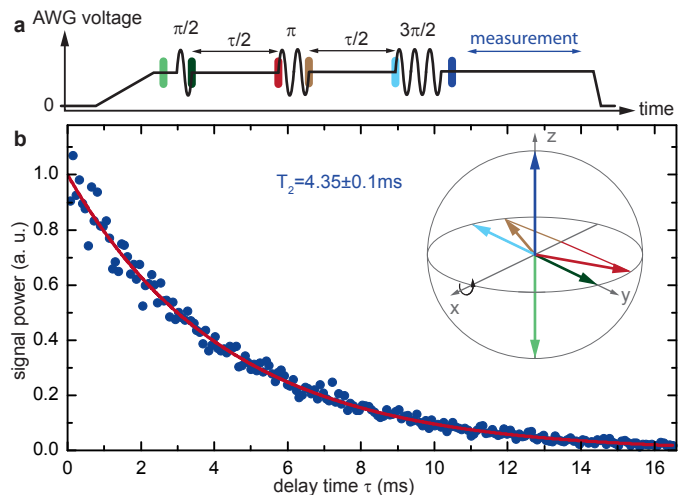 a
AWG voltage
π/2
τ/2
π
τ/2
3π/2
measurement
0
time
b
T₂=4.35±0.1ms
z
y
x
signal power (a. u.)
1.0
0.8
0.6
0.4
0.2
0.0
0 2 4 6 8 10 12 14 16
delay time τ (ms)